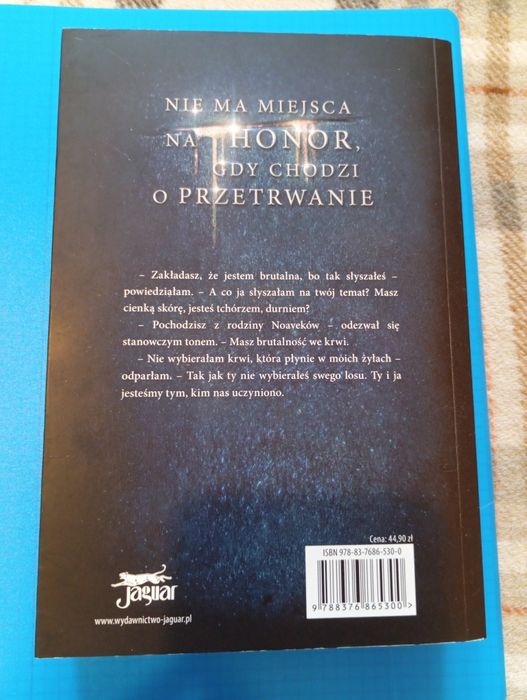 NIE MA MIEJSCA
NA HONOR,
GDY CHODZI
O PRZETRWANIE
– Zakładasz, że jestem brutalna, bo tak słyszałeś –
powiedziałam. – A co ja słyszałam na twój temat? Masz
cienką skórę, jesteś tchórzem, durniem?
– Pochodzisz z rodziny Noaveków – odezwał się
stanowczym tonem. – Masz brutalność we krwi.
– Nie wybierałam krwi, która płynie w moich żyłach –
odparłam. – Tak jak ty nie wybierałeś swego losu. Ty i ja
jesteśmy tym, kim nas uczyniono.
Cena: 44,90 zł
ISBN 978-83-7686-530-0
9 788376 865300 >
Jaguar
www.wydawnictwo-jaguar.pl